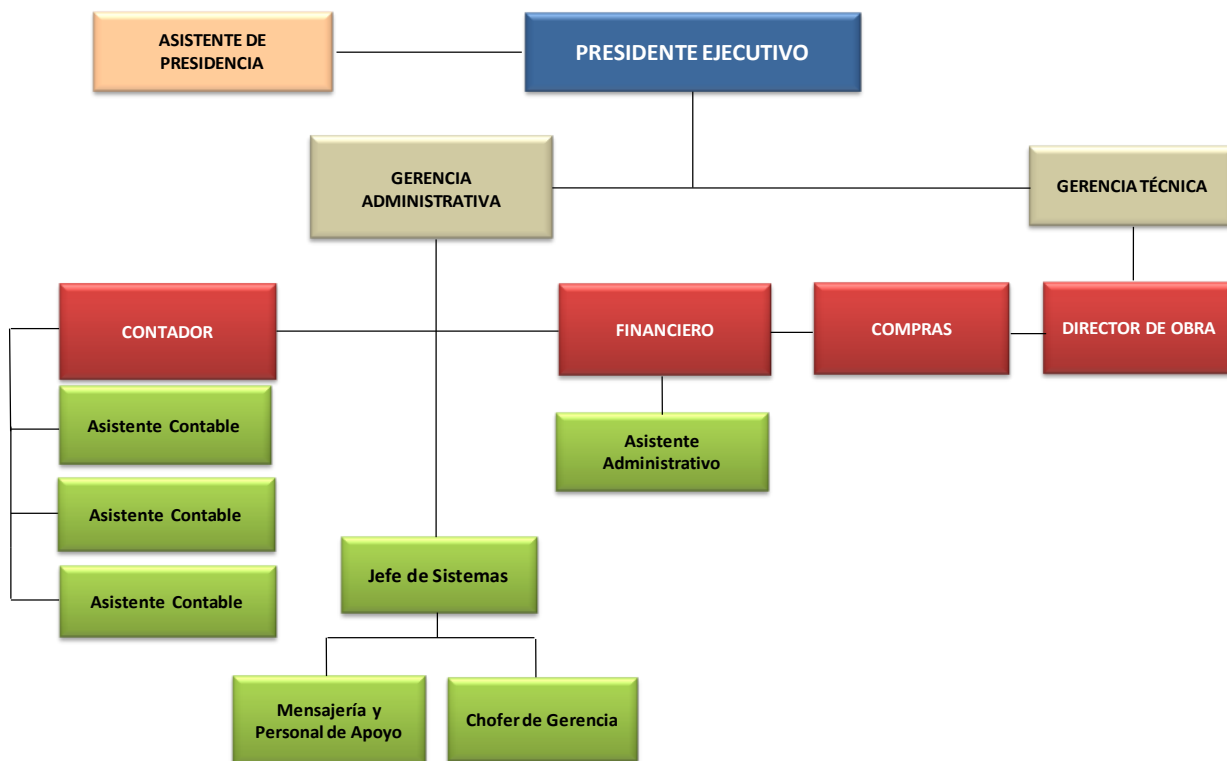 ASISTENTE DE
PRESIDENCIA
PRESIDENTE EJECUTIVO
GERENCIA
ADMINISTRATIVA
GERENCIA TÉCNICA
CONTADOR
FINANCIERO
COMPRAS
DIRECTOR DE OBRA
Asistente Contable
Asistente
Administrativo
Asistente Contable
Jefe de Sistemas
Asistente Contable
Mensajería y
Personal de Apoyo
Chofer de Gerencia